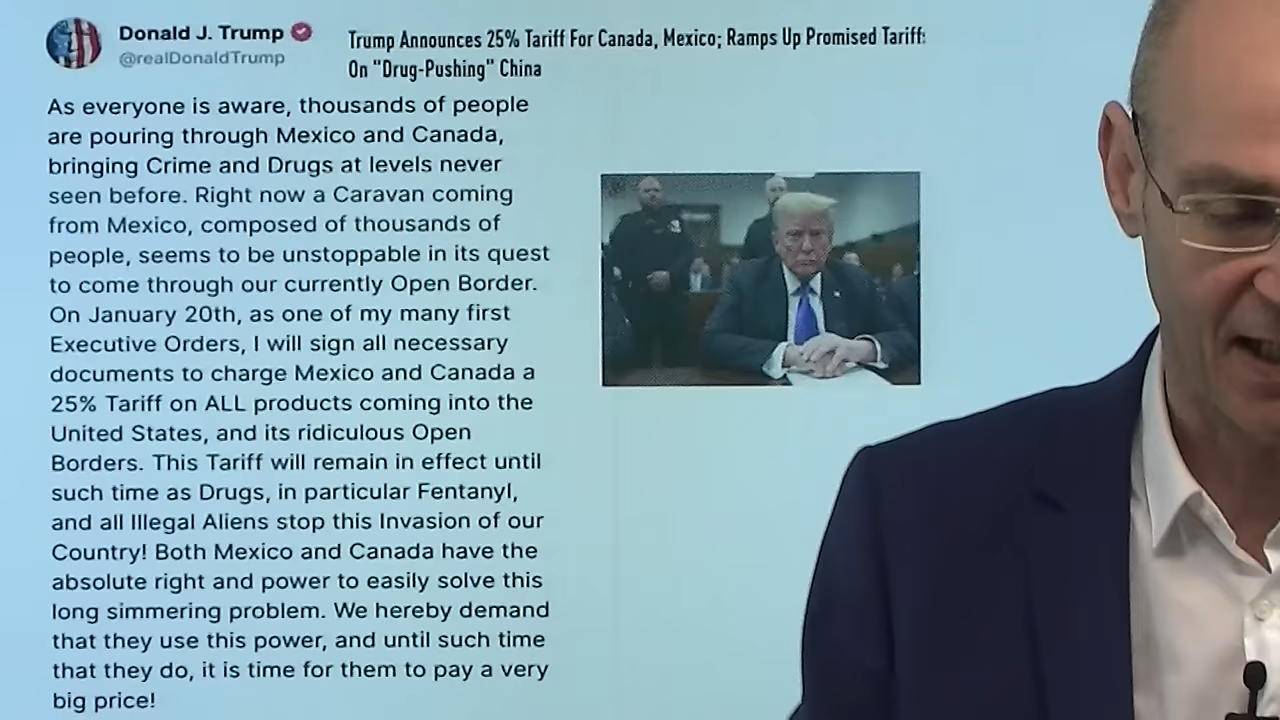 Donald J. Trump
@realDonaldTrump
Trump Announces 25% Tariff For Canada, Mexico; Ramps Up Promised Tariff:
On "Drug-Pushing" China
As everyone is aware, thousands of people
are pouring through Mexico and Canada,
bringing Crime and Drugs at levels never
seen before. Right now a Caravan coming
from Mexico, composed of thousands of
people, seems to be unstoppable in its quest
to come through our currently Open Border.
On January 20th, as one of my many first
Executive Orders, I will sign all necessary
documents to charge Mexico and Canada a
25% Tariff on ALL products coming into the
United States, and its ridiculous Open
Borders. This Tariff will remain in effect until
such time as Drugs, in particular Fentanyl,
and all Illegal Aliens stop this Invasion of our
Country! Both Mexico and Canada have the
absolute right and power to easily solve this
long simmering problem. We hereby demand
that they use this power, and until such time
that they do, it is time for them to pay a very
big price!